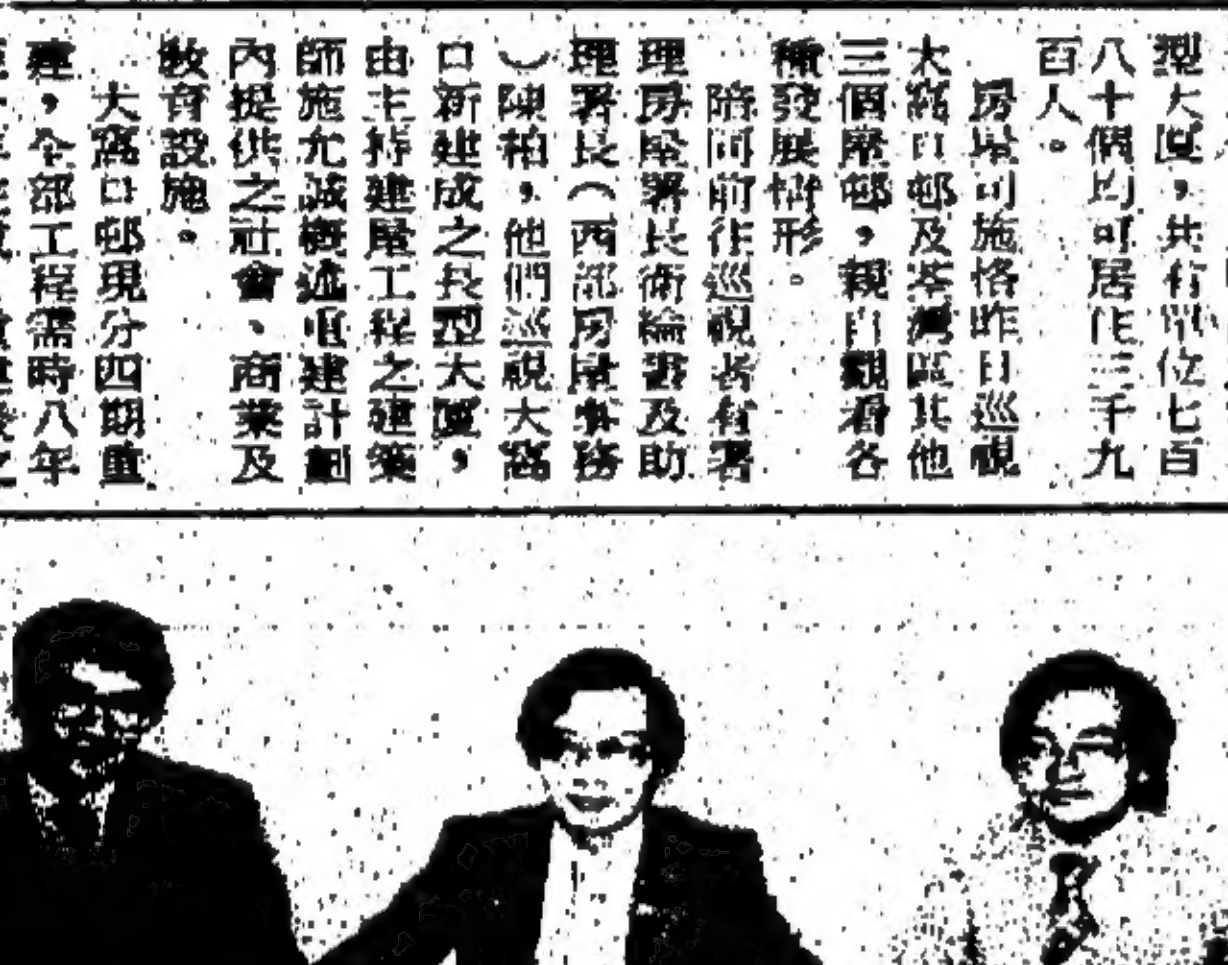 型大廈，共有單位七百
八十個均可居住三千九
百人。
房屋司施恪昨日巡視
大窩口邨及荃灣區其他
三個屋邨，親自觀看各
種發展情形。
陪同前往巡視者有署
理房屋署長衛綸書及助
理署長（西部房屋事務
）陳柏，他們巡視大窩
口新建成之長型大廈，
由主持建屋工程之建築
師施允誠概述重建計劃
內提供之社會、商業及
教育設施。
大窩口邨現分四期重
建，全部工程需時八年